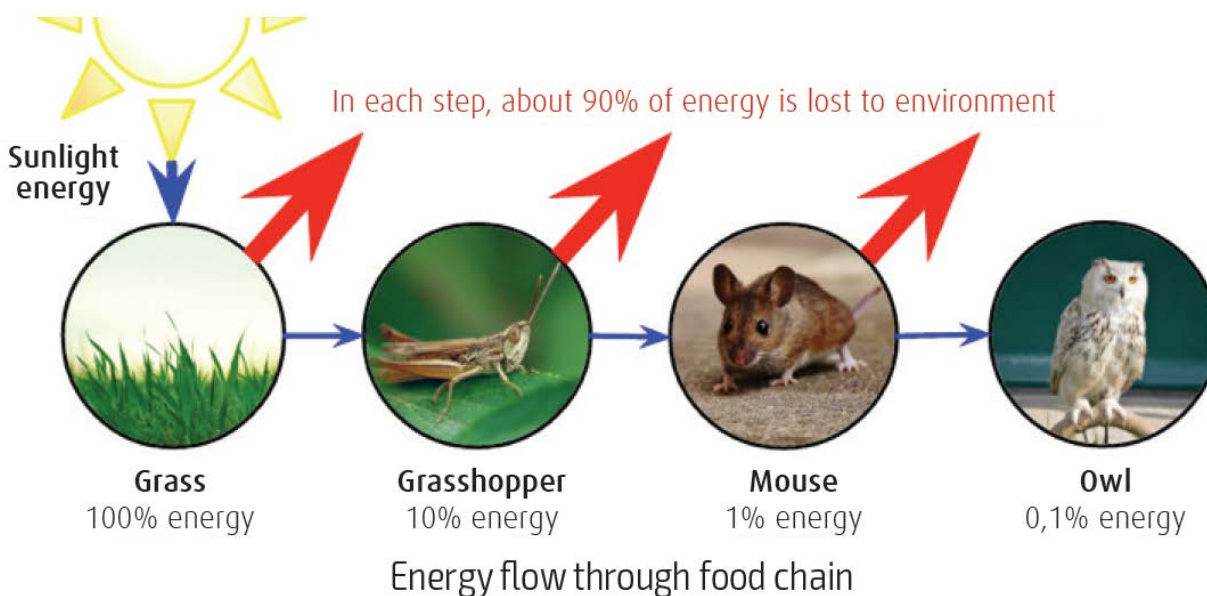 In each step, about 90% of energy is lost to environment
Sunlight
energy
Grass
100% energy
Grasshopper
10% energy
Mouse
1% energy
Owl
0,1% energy
Energy flow through food chain